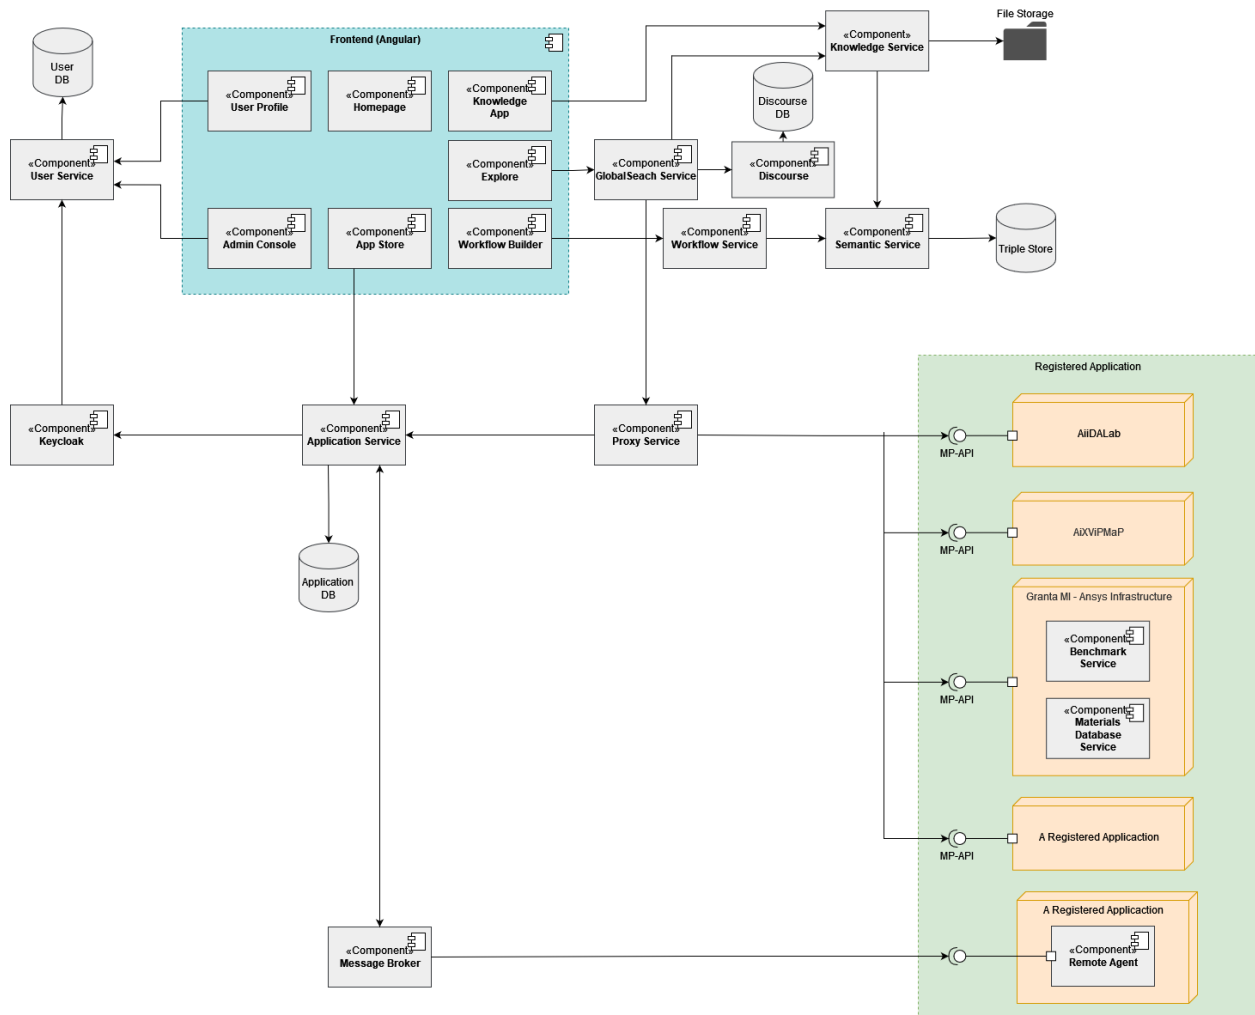 File Storage
User
DB
Frontend (Angular)
«Component»
User Profile
«Component»
Homepage
«Component»
Knowledge
App
«Component»
Knowledge Service
Discourse
DB
«Component»
User Service
«Component»
Explore
«Component»
GlobalSeach Service
«Component»
Discourse
«Component»
Admin Console
«Component»
App Store
«Component»
Workflow Builder
«Component»
Workflow Service
«Component»
Semantic Service
Triple Store
Registered Application
«Component»
Keycloak
«Component»
Application Service
«Component»
Proxy Service
MP-API
AiiDALab
MP-API
AiXViPMaP
Application
DB
Granta MI - Ansys Infrastructure
«Component»
Benchmark
Service
MP-API
«Component»
Materials
Database
Service
MP-API
A Registered Applicaction
A Registered Applicaction
«Component»
Message Broker
«Component»
Remote Agent